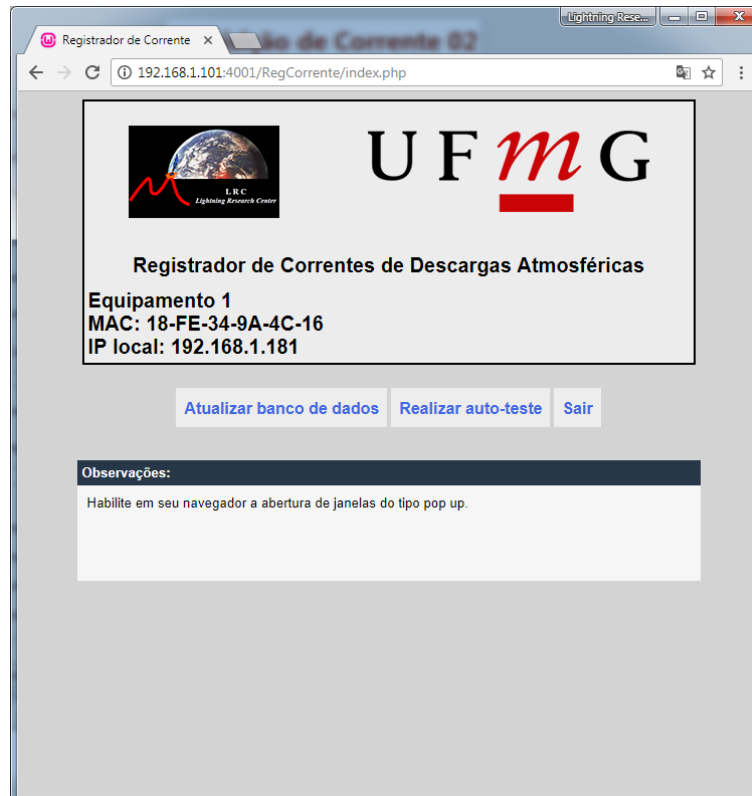 Lightning Rese...
ão de Corrente 02
Registrador de Corrente
192.168.1.101:4001/RegCorrente/index.php
LRC
Lightning Research Center
UFmG
Registrador de Correntes de Descargas Atmosféricas
Equipamento 1
MAC: 18-FE-34-9A-4C-16
IP local: 192.168.1.181
Atualizar banco de dados Realizar auto-teste Sair
Observações:
Habilite em seu navegador a abertura de janelas do tipo pop up.